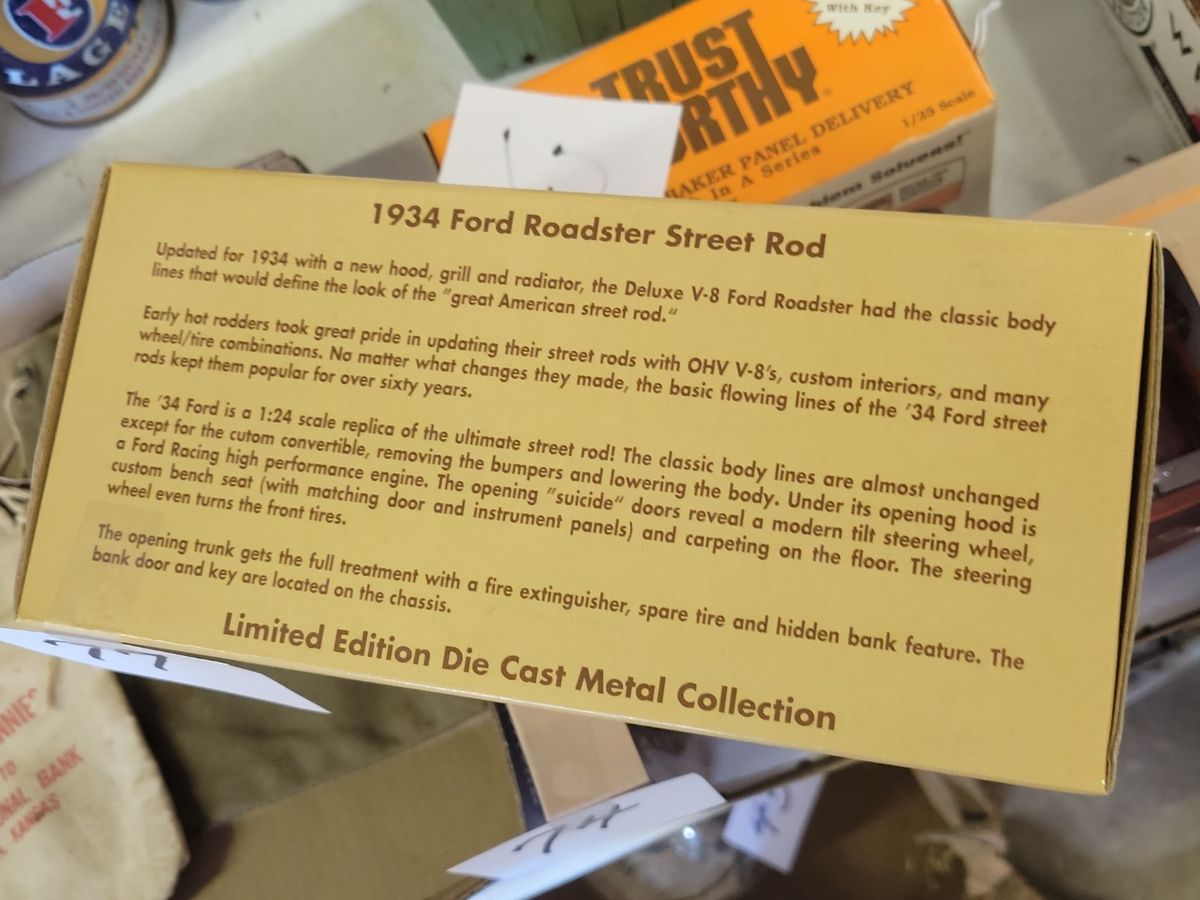 F
LAGE
With Key
TRUST
ORTHY
BAKER PANEL DELIVERY
In A Series
1/25 Scale
1934 Ford Roadster Street Rod
Updated for 1934 with a new hood, grill and radiator, the Deluxe V-8 Ford Roadster had the classic body
lines that would define the look of the "great American street rod."
Early hot rodders took great pride in updating their street rods with OHV V-8's, custom interiors, and many
wheel/tire combinations. No matter what changes they made, the basic flowing lines of the '34 Ford street
rods kept them popular for over sixty years.
The '34 Ford is a 1:24 scale replica of the ultimate street rod! The classic body lines are almost unchanged
except for the cutom convertible, removing the bumpers and lowering the body. Under its opening hood is
a Ford Racing high performance engine. The opening "suicide" doors reveal a modern tilt steering wheel,
custom bench seat (with matching door and instrument panels) and carpeting on the floor. The steering
wheel even turns the front tires.
The opening trunk gets the full treatment with a fire extinguisher, spare tire and hidden bank feature. The
bank door and key are located on the chassis.
Limited Edition Die Cast Metal Collection
NNIE"
TO
ONAL BANK
KANSAS
74